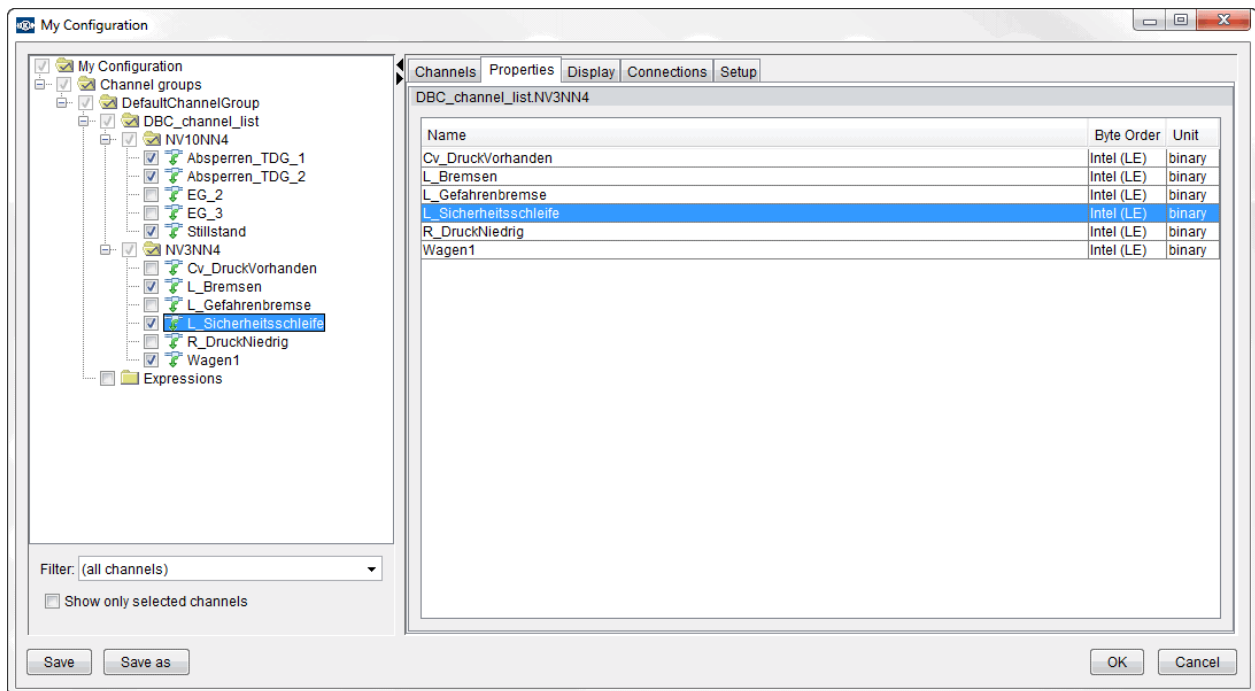 My Configuration
My Configuration
Channel groups
DefaultChannelGroup
DBC_channel_list
NV10NN4
Absperren_TDG_1
Absperren_TDG_2
EG_2
EG_3
Stillstand
NV3NN4
Cv_DruckVorhanden
L_Bremsen
L_Gefahrenbremse
L_Sicherheitsschleife
R_DruckNiedrig
Wagen1
Expressions
Filter: (all channels)
Show only selected channels
Channels Properties Display Connections Setup
DBC_channel_list.NV3NN4
Name Byte Order Unit
Cv_DruckVorhanden Intel (LE) binary
L_Bremsen Intel (LE) binary
L_Gefahrenbremse Intel (LE) binary
L_Sicherheitsschleife Intel (LE) binary
R_DruckNiedrig Intel (LE) binary
Wagen1 Intel (LE) binary
Save Save as OK Cancel